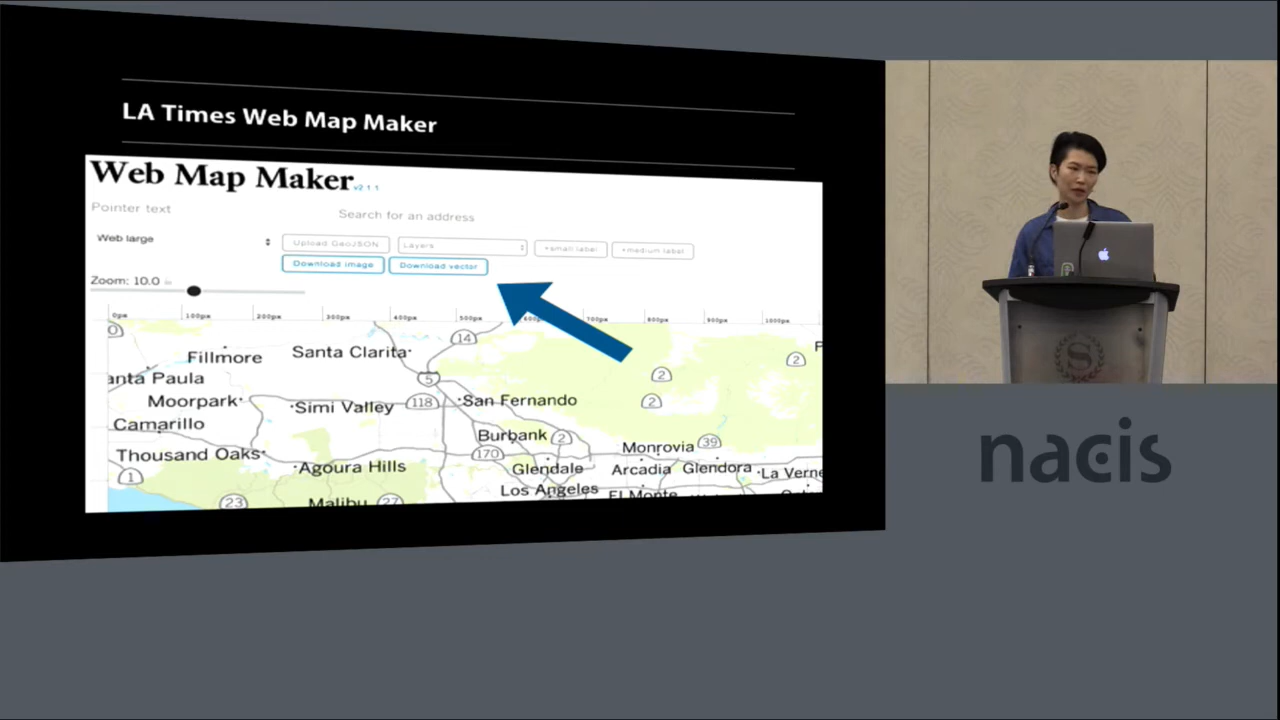 LA Times Web Map Maker
Web Map Maker v2.1.1
Pointer text
Search for an address
Web large
Upload GeoJSON
Layers
+small label
+medium label
Download image
Download vector
Zoom: 10.0
0px 100px 200px 300px 400px 500px 600px 700px 800px 900px 1000px
14
Fillmore
Santa Clarita
2
anta Paula
5
2
Moorpark
Simi Valley
118
San Fernando
2
Camarillo
Burbank
2
Monrovia
39
Thousand Oaks
170
Agoura Hills
Glendale
Arcadia
Glendora
La Verne
1
Los Angeles
El Monte
23
Malibu
27
S
nacis